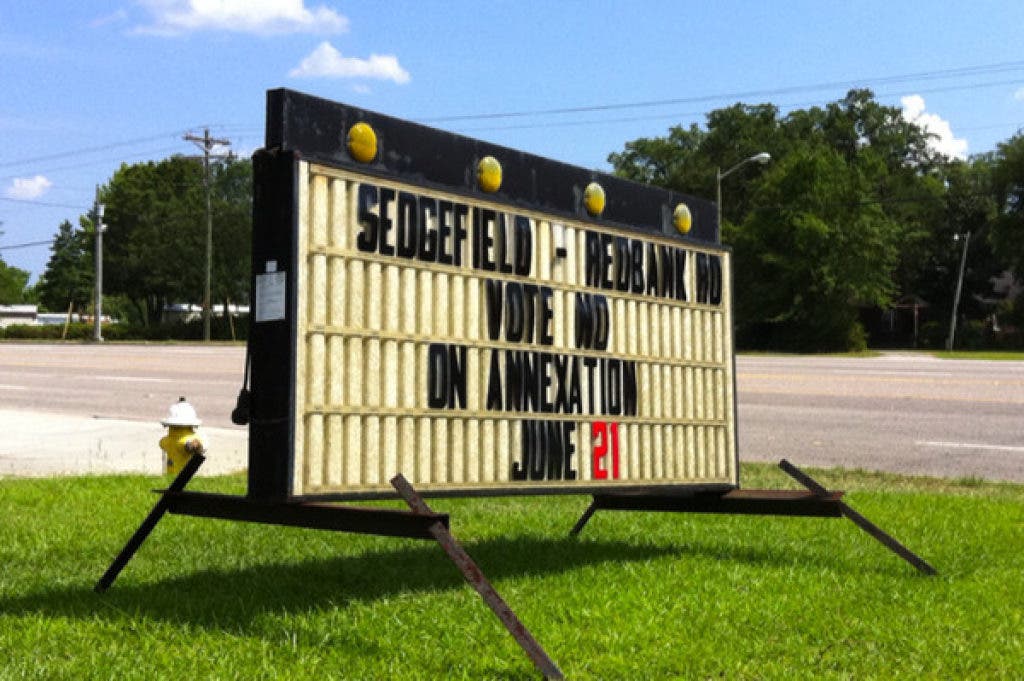 SEDGEFIELD - REDBANK RD
VOTE NO
ON ANNEXATION
JUNE 21